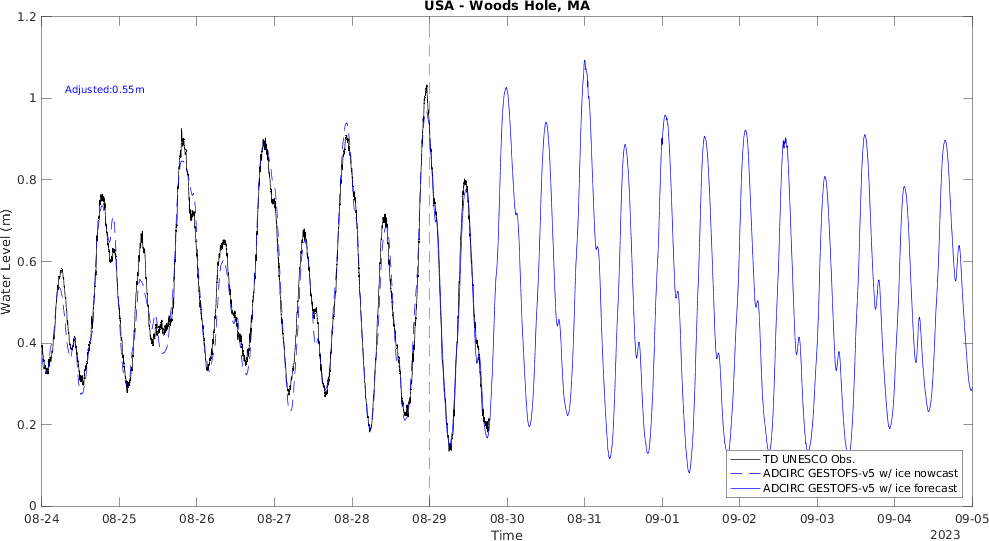 USA - Woods Hole, MA
1.2
1
0.8
0.6
0.4
0.2
0
Water Level (m)
Adjusted:0.55m
TD UNESCO Obs.
ADCIRC GESTOFS-v5 w/ ice nowcast
ADCIRC GESTOFS-v5 w/ ice forecast
08-24 08-25 08-26 08-27 08-28 08-29 08-30 08-31 09-01 09-02 09-03 09-04 09-05
Time
2023